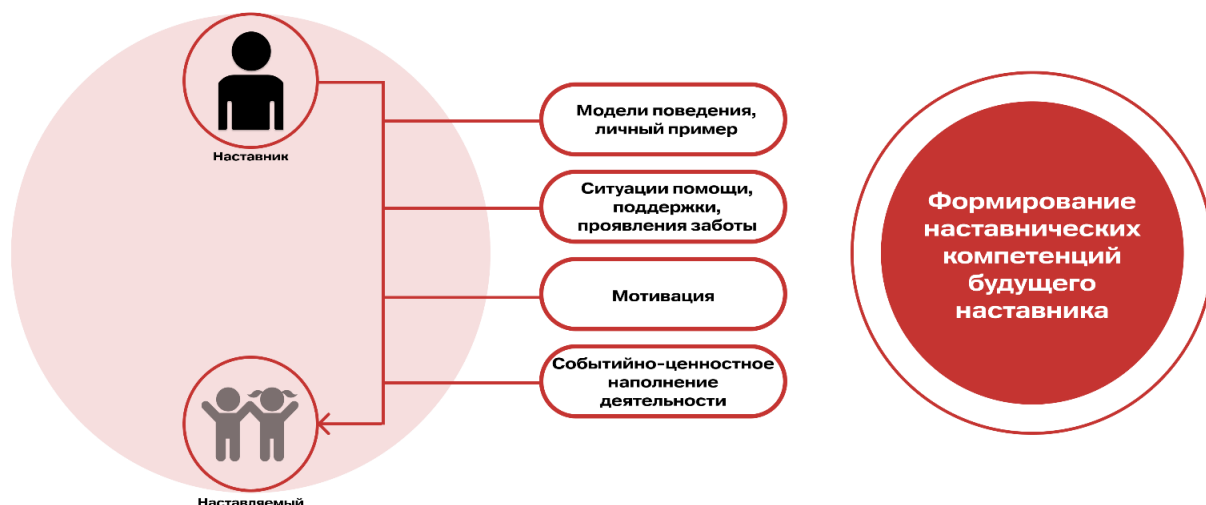 Наставник
Модели поведения,
личный пример
Ситуации помощи,
поддержки,
проявления заботы
Мотивация
Событийно-ценностное
наполнение
деятельности
Наставляемый
Формирование
наставнических
компетенций
будущего
наставника